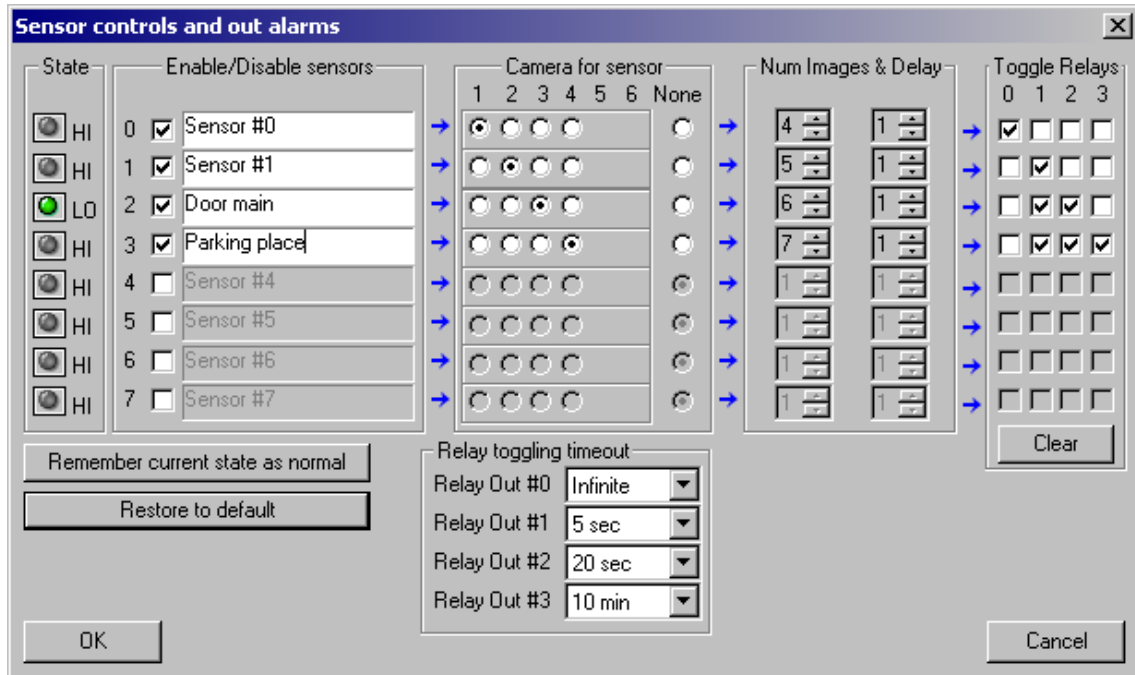 Sensor controls and out alarms
State Enable/Disable sensors Camera for sensor Num Images & Delay Toggle Relays
1 2 3 4 5 6 None 0 1 2 3
HI 0 Sensor #0 4 1
HI 1 Sensor #1 5 1
LO 2 Door main 6 1
HI 3 Parking place 7 1
HI 4 Sensor #4 1 1
HI 5 Sensor #5 1 1
HI 6 Sensor #6 1 1
HI 7 Sensor #7 1 1
Clear
Remember current state as normal
Restore to default
Relay toggling timeout
Relay Out #0 Infinite
Relay Out #1 5 sec
Relay Out #2 20 sec
Relay Out #3 10 min
OK Cancel